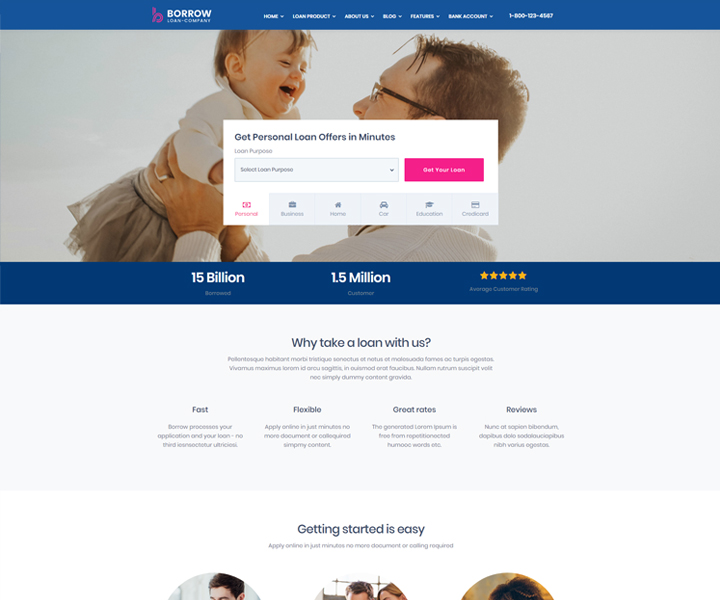 BORROW
LOAN•COMPANY
HOME LOAN PRODUCT ABOUT US BLOG FEATURES BANK ACCOUNT 1-800-123-4567
Get Personal Loan Offers in Minutes
Loan Purpose
Select Loan Purpose Get Your Loan
Personal Business Home Car Education Credicard
15 Billion 1.5 Million
Borrowed Customer Average Customer Rating
Why take a loan with us?
Pellentesque habitant morbi tristique senectus et netus et malesuada fames ac turpis egestas.
Vivamus maximus lorem id arcu sagittis, in euismod erat faucibus. Nullam rutrum suscipit velit
nec simply dummy content gravida.
Fast Flexible Great rates Reviews
Borrow processes your
application and your loan - no
third
Apply online in just minutes no
more document or
content.
The generated Lorem Ipsum is
free from
words etc.
Nunc at sapien bibendum,
dapibus dolo
nibh varius egestas.
Getting started is easy
Apply online in just minutes no more document or calling required